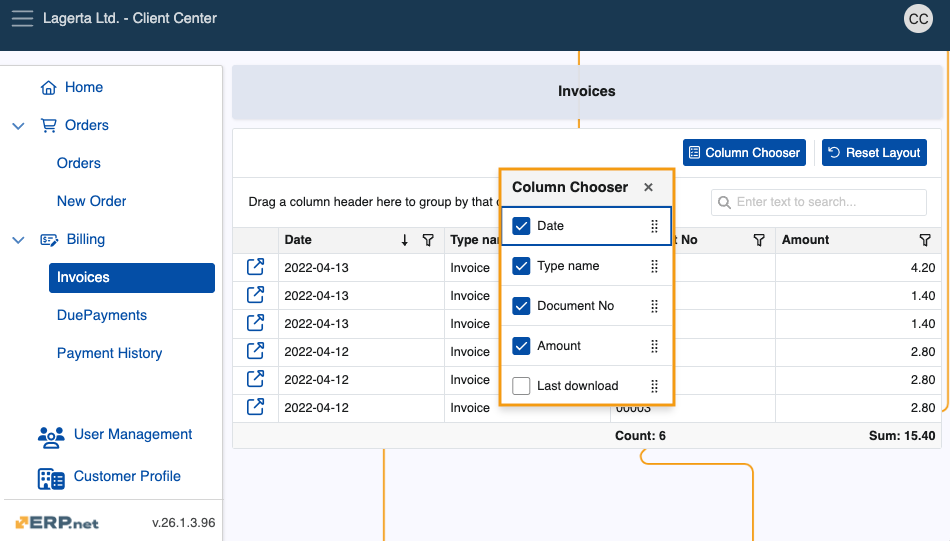 Lagerta Ltd. - Client Center
CC
Home
Orders
Orders
New Order
Billing
Invoices
DuePayments
Payment History
User Management
Customer Profile
ERP.net
v.26.1.3.96
Invoices
Column Chooser
Reset Layout
Drag a column header here to group by that
Enter text to search...
Column Chooser
Date
Type name
Document No
Amount
Last download
Date Type No Amount
2022-04-13 Invoice 4.20
2022-04-13 Invoice 1.40
2022-04-13 Invoice 1.40
2022-04-12 Invoice 2.80
2022-04-12 Invoice 2.80
2022-04-12 Invoice 00003 2.80
Count: 6 Sum: 15.40